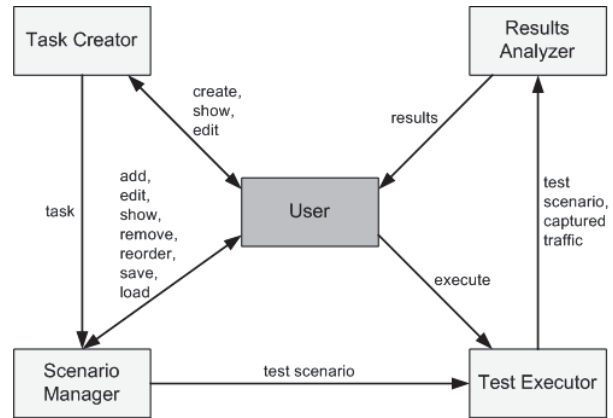 Task Creator
Results
Analyzer
create,
show,
edit
results
add,
edit,
show,
remove,
reorder,
save,
load
task
User
test
scenario,
captured
traffic
execute
Scenario
Manager
test scenario
Test Executor